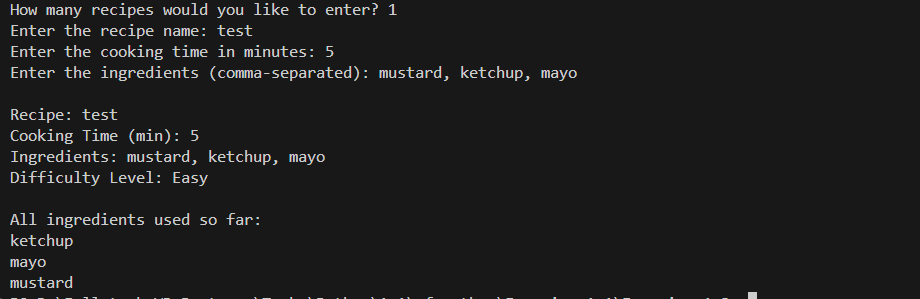 How many recipes would you like to enter? 1
Enter the recipe name: test
Enter the cooking time in minutes: 5
Enter the ingredients (comma-separated): mustard, ketchup, mayo
Recipe: test
Cooking Time (min): 5
Ingredients: mustard, ketchup, mayo
Difficulty Level: Easy
All ingredients used so far:
ketchup
mayo
mustard